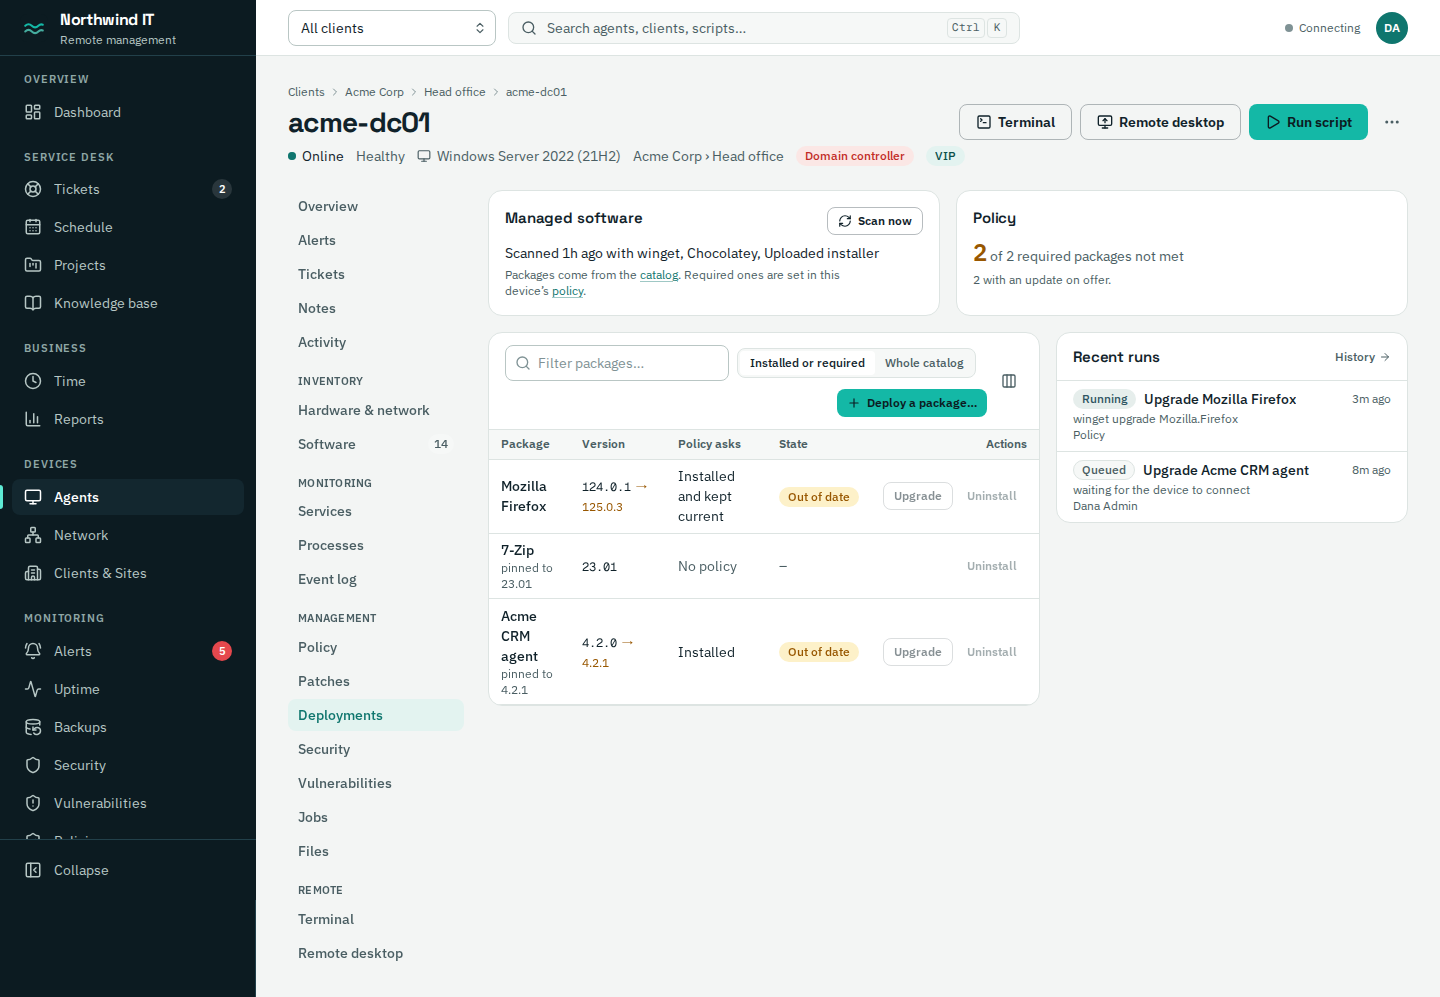 Northwind IT
Remote management
All clients
Search agents, clients, scripts...
Ctrl K
Connecting
DA
OVERVIEW
Dashboard
SERVICE DESK
Tickets 2
Schedule
Projects
Knowledge base
BUSINESS
Time
Reports
DEVICES
Agents
Network
Clients & Sites
MONITORING
Alerts 5
Uptime
Backups
Security
Vulnerabilities
Collapse
Clients > Acme Corp > Head office > acme-dc01
acme-dc01
Terminal
Remote desktop
Run script
Online Healthy Windows Server 2022 (21H2) Acme Corp › Head office Domain controller VIP
Overview
Alerts
Tickets
Notes
Activity
INVENTORY
Hardware & network
Software 14
MONITORING
Services
Processes
Event log
MANAGEMENT
Policy
Patches
Deployments
Security
Vulnerabilities
Jobs
Files
REMOTE
Terminal
Remote desktop
Managed software
Scan now
Scanned 1h ago with winget, Chocolatey, Uploaded installer
Packages come from the catalog. Required ones are set in this
device's policy.
Policy
2 of 2 required packages not met
2 with an update on offer.
Filter packages...
Installed or required
Whole catalog
Deploy a package...
Package Version Policy asks State Actions
Mozilla
Firefox
124.0.1 →
125.0.3
Installed
and kept
current
Out of date
Upgrade
Uninstall
7-Zip
pinned to
23.01
23.01
No policy
–
Uninstall
Acme
CRM
agent
pinned to
4.2.1
4.2.0 →
4.2.1
Installed
Out of date
Upgrade
Uninstall
Recent runs
History →
Running Upgrade Mozilla Firefox 3m ago
winget upgrade Mozilla.Firefox
Policy
Queued Upgrade Acme CRM agent 8m ago
waiting for the device to connect
Dana Admin